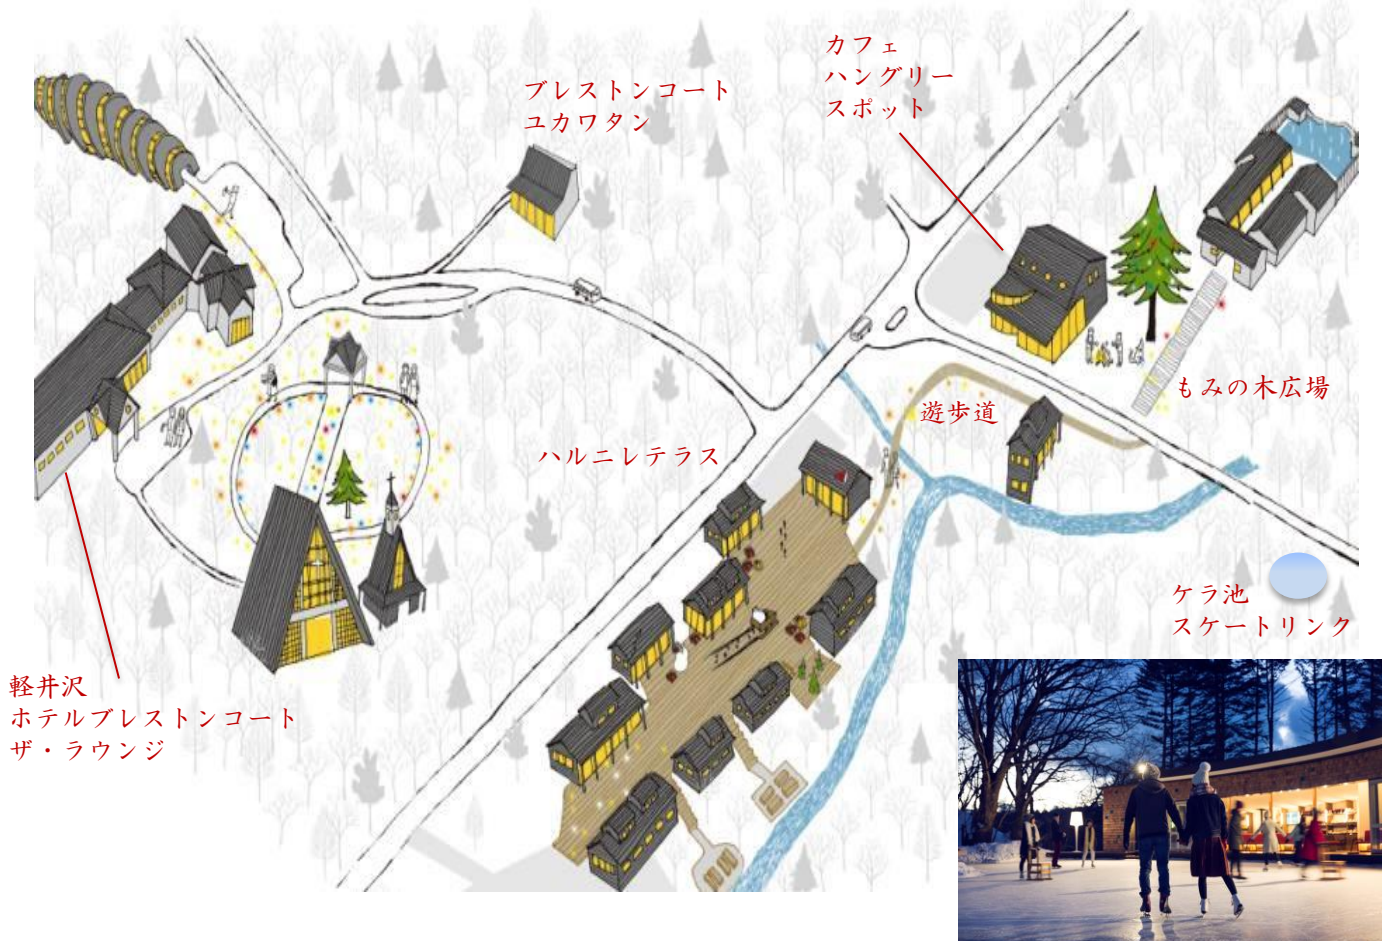 カフェ
ハングリー
スポット
ブレストンコート
ユカワタン
もみの木広場
遊歩道
ハルニレテラス
ケラ池
スケートリンク
軽井沢
ホテルブレストンコート
ザ・ラウンジ